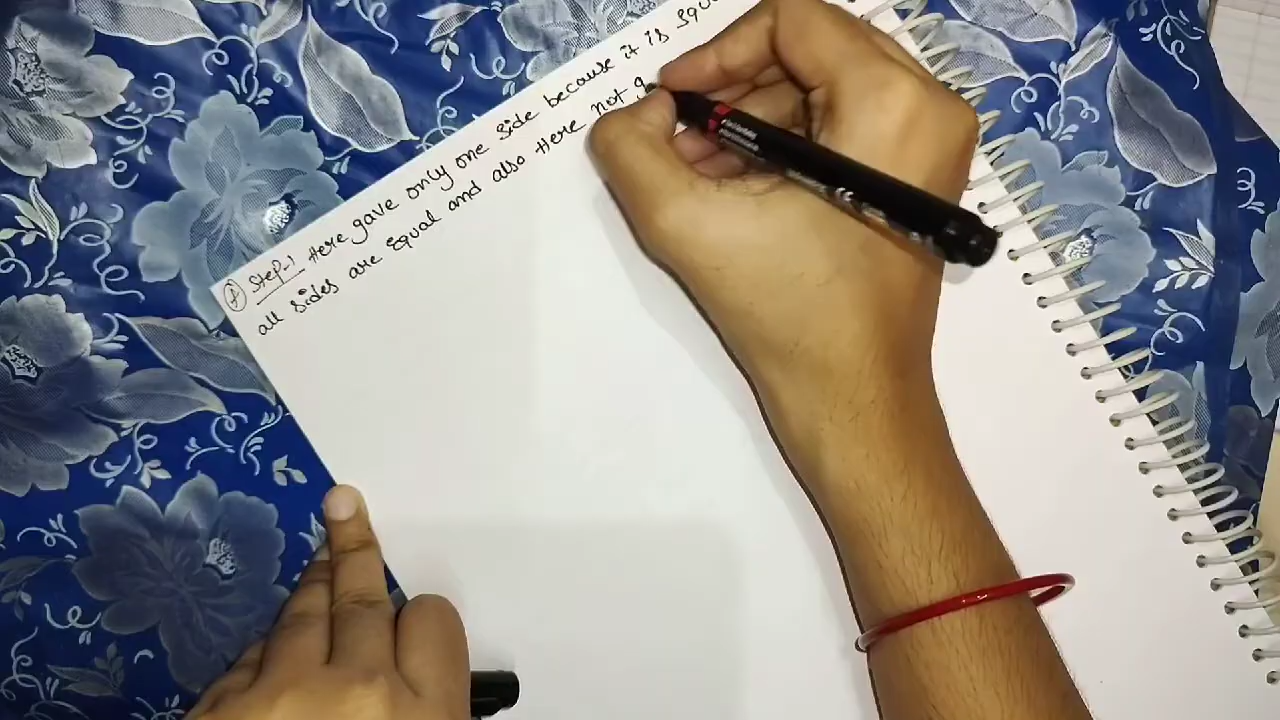 ① Step-1 Here gave only one side because it is Squ
all sides are equal and also Here not g